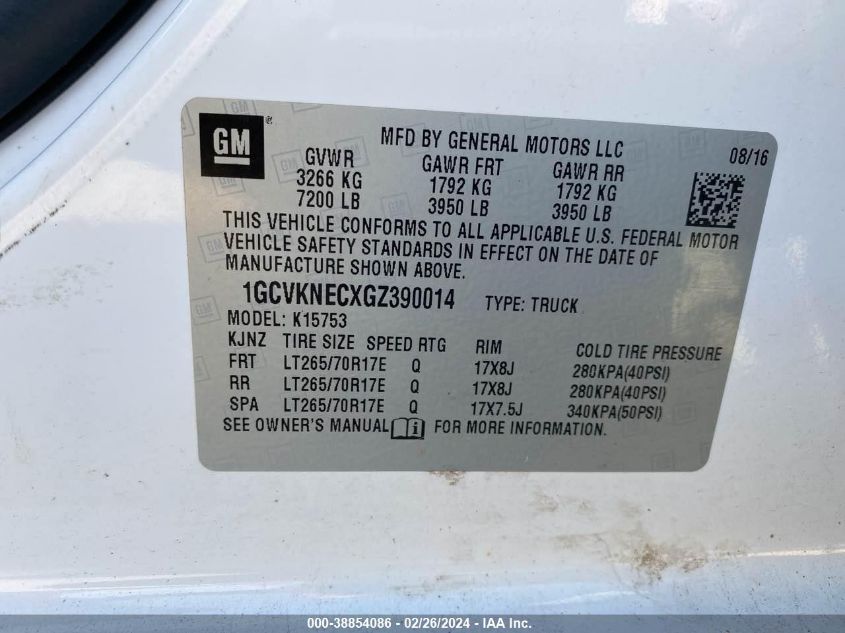 GM ®
MFD BY GENERAL MOTORS LLC 08/16
GVWR GAWR FRT GAWR RR
3266 KG 1792 KG 1792 KG
7200 LB 3950 LB 3950 LB
THIS VEHICLE CONFORMS TO ALL APPLICABLE U.S. FEDERAL MOTOR
VEHICLE SAFETY STANDARDS IN EFFECT ON THE DATE OF
MANUFACTURE SHOWN ABOVE.
1GCVKNECXGZ390014 TYPE: TRUCK
MODEL: K15753
KJNZ TIRE SIZE SPEED RTG RIM COLD TIRE PRESSURE
FRT LT265/70R17E Q 17X8J 280KPA(40PSI)
RR LT265/70R17E Q 17X8J 280KPA(40PSI)
SPA LT265/70R17E Q 17X7.5J 340KPA(50PSI)
SEE OWNER'S MANUAL FOR MORE INFORMATION.
000-38854086 - 02/26/2024 - IAA Inc.